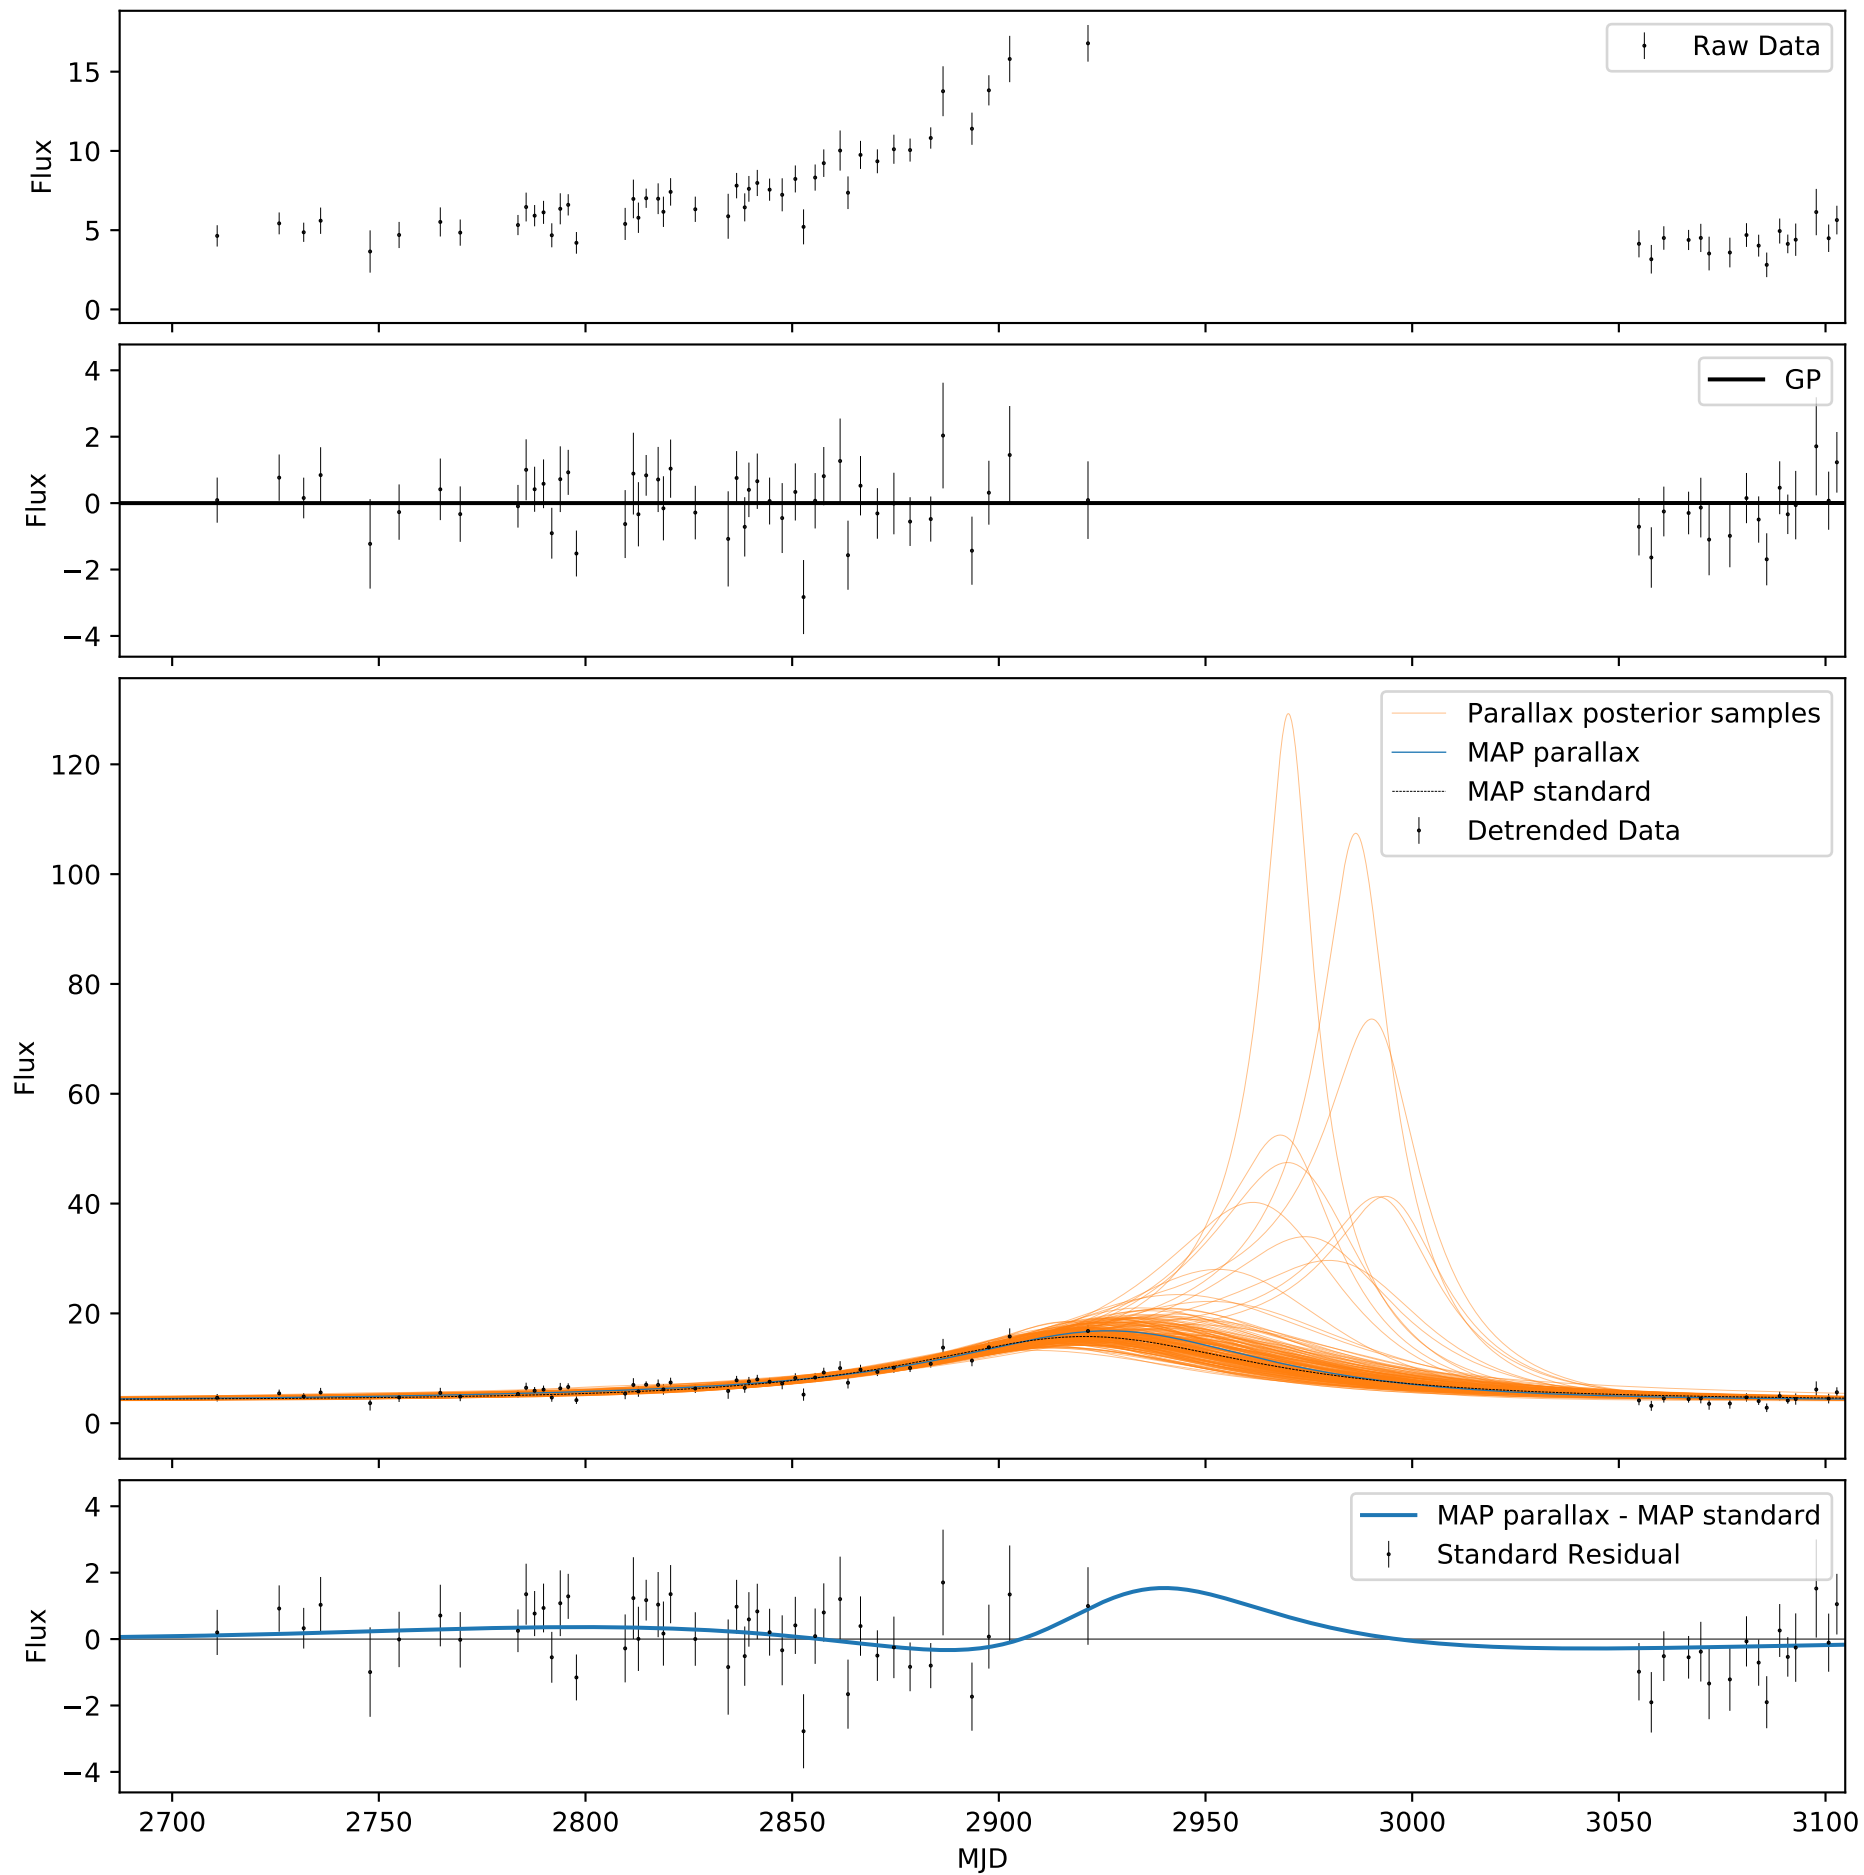 Flux
15
10
5
0
Raw Data
Flux
4
2
0
−2
−4
GP
Flux
120
100
80
60
40
20
0
Parallax posterior samples
MAP parallax
MAP standard
Detrended Data
Flux
4
2
0
−2
−4
MAP parallax - MAP standard
Standard Residual
2700 2750 2800 2850 2900 2950 3000 3050 3100
MJD